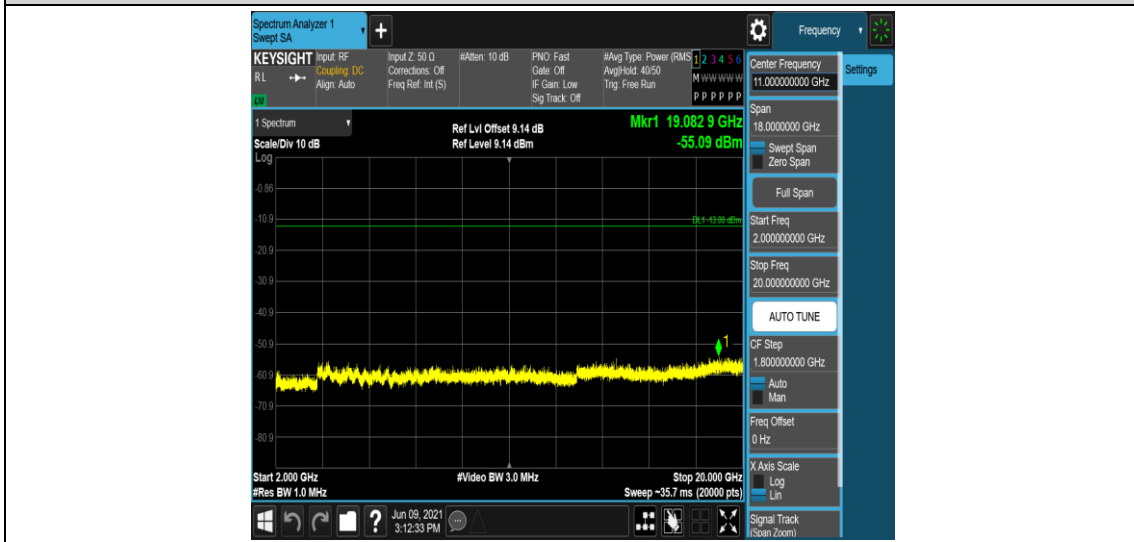 Spectrum Analyzer 1
Swept SA
Frequency
KEYSIGHT
RL
Input: RF
Coupling: DC
Align: Auto
Input Z: 50 Ω
Corrections: Off
Freq Ref: Int (S)
#Atten: 10 dB
PNO: Fast
Gate: Off
IF Gain: Low
Sig Track: Off
#Avg Type: Power (RMS
Avg|Hold: 40/50
Trig: Free Run
1 2 3 4 5 6
M W W W W W
P P P P P P
LXI
1 Spectrum
Scale/Div 10 dB
Log
Ref Lvl Offset 9.14 dB
Ref Level 9.14 dBm
Mkr1 19.082 9 GHz
-55.09 dBm
-0.86
-10.9
DL1 -13.00 dBm
-20.9
-30.9
-40.9
-50.9
1
-60.9
-70.9
-80.9
Start 2.000 GHz
#Res BW 1.0 MHz
#Video BW 3.0 MHz
Stop 20.000 GHz
Sweep ~35.7 ms (20000 pts)
Jun 09, 2021
3:12:33 PM
Center Frequency
11.000000000 GHz
Settings
Span
18.0000000 GHz
Swept Span
Zero Span
Full Span
Start Freq
2.000000000 GHz
Stop Freq
20.000000000 GHz
AUTO TUNE
CF Step
1.800000000 GHz
Auto
Man
Freq Offset
0 Hz
X Axis Scale
Log
Lin
Signal Track
(Span Zoom)